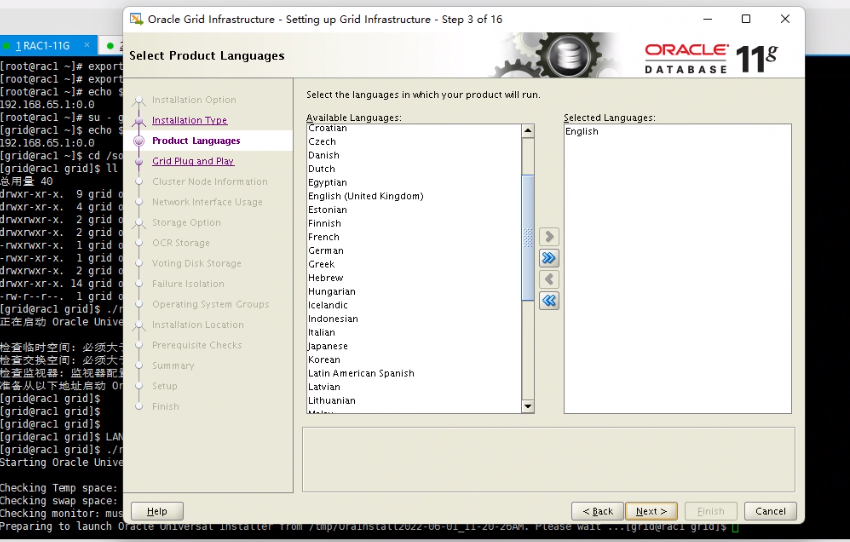 Oracle Grid Infrastructure - Setting up Grid Infrastructure - Step 3 of 16
1 RAC1-11G ×
Select Product Languages
ORACLE
DATABASE 11g
[root@rac1 ~]# export
[root@rac1 ~]# export
[root@rac1 ~]# echo $
192.168.65.1:0.0
[root@rac1 ~]# su - g
[grid@rac1 ~]$ echo $
192.168.65.1:0.0
[grid@rac1 ~]$ cd /so
[grid@rac1 grid]$ ll
总用量 40
drwxr-xr-x. 9 grid o
drwxr-xr-x. 4 grid o
drwxrwxr-x. 2 grid o
drwxr-xr-x. 2 grid o
-rwxrwxr-x. 1 grid o
-rwxr-xr-x. 1 grid o
drwxrwxr-x. 2 grid o
drwxr-xr-x. 14 grid o
-rw-r--r--. 1 grid o
[grid@rac1 grid]$ ./r
正在启动 Oracle Unive
检查临时空间: 必须大于
检查交换空间: 必须大于
检查监视器: 监视器配置
准备从以下地址启动 Or
[grid@rac1 grid]$
[grid@rac1 grid]$
[grid@rac1 grid]$
[grid@rac1 grid]$ LAN
[grid@rac1 grid]$ ./r
Starting Oracle Unive
Checking Temp space:
Checking swap space:
Checking monitor: mus
Preparing to launch Oracle Universal Installer from /tmp/OraInstall2022-06-01_11-20-26AM. Please wait ...[grid@rac1 grid]$
Installation Option
Installation Type
Product Languages
Grid Plug and Play
Cluster Node Information
Network Interface Usage
Storage Option
OCR Storage
Voting Disk Storage
Failure Isolation
Operating System Groups
Installation Location
Prerequisite Checks
Summary
Setup
Finish
Select the languages in which your product will run.
Available Languages:
Croatian
Czech
Danish
Dutch
Egyptian
English (United Kingdom)
Estonian
Finnish
French
German
Greek
Hebrew
Hungarian
Icelandic
Indonesian
Italian
Japanese
Korean
Latin American Spanish
Latvian
Lithuanian
Selected Languages:
English
Help
< Back
Next >
Finish
Cancel